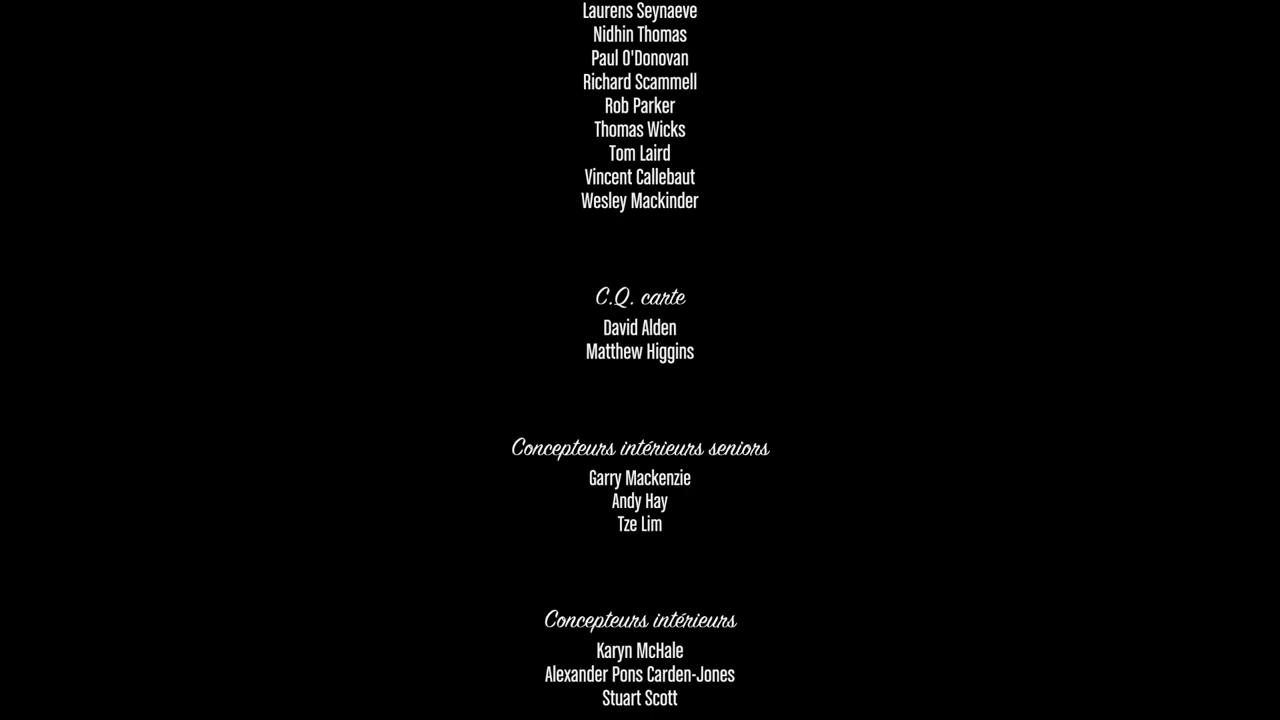 Laurens Seynaeve
Nidhin Thomas
Paul O'Donovan
Richard Scammell
Rob Parker
Thomas Wicks
Tom Laird
Vincent Callebaut
Wesley Mackinder
C.Q. carte
David Alden
Matthew Higgins
Concepteurs intérieurs seniors
Garry Mackenzie
Andy Hay
Tze Lim
Concepteurs intérieurs
Karyn McHale
Alexander Pons Carden-Jones
Stuart Scott